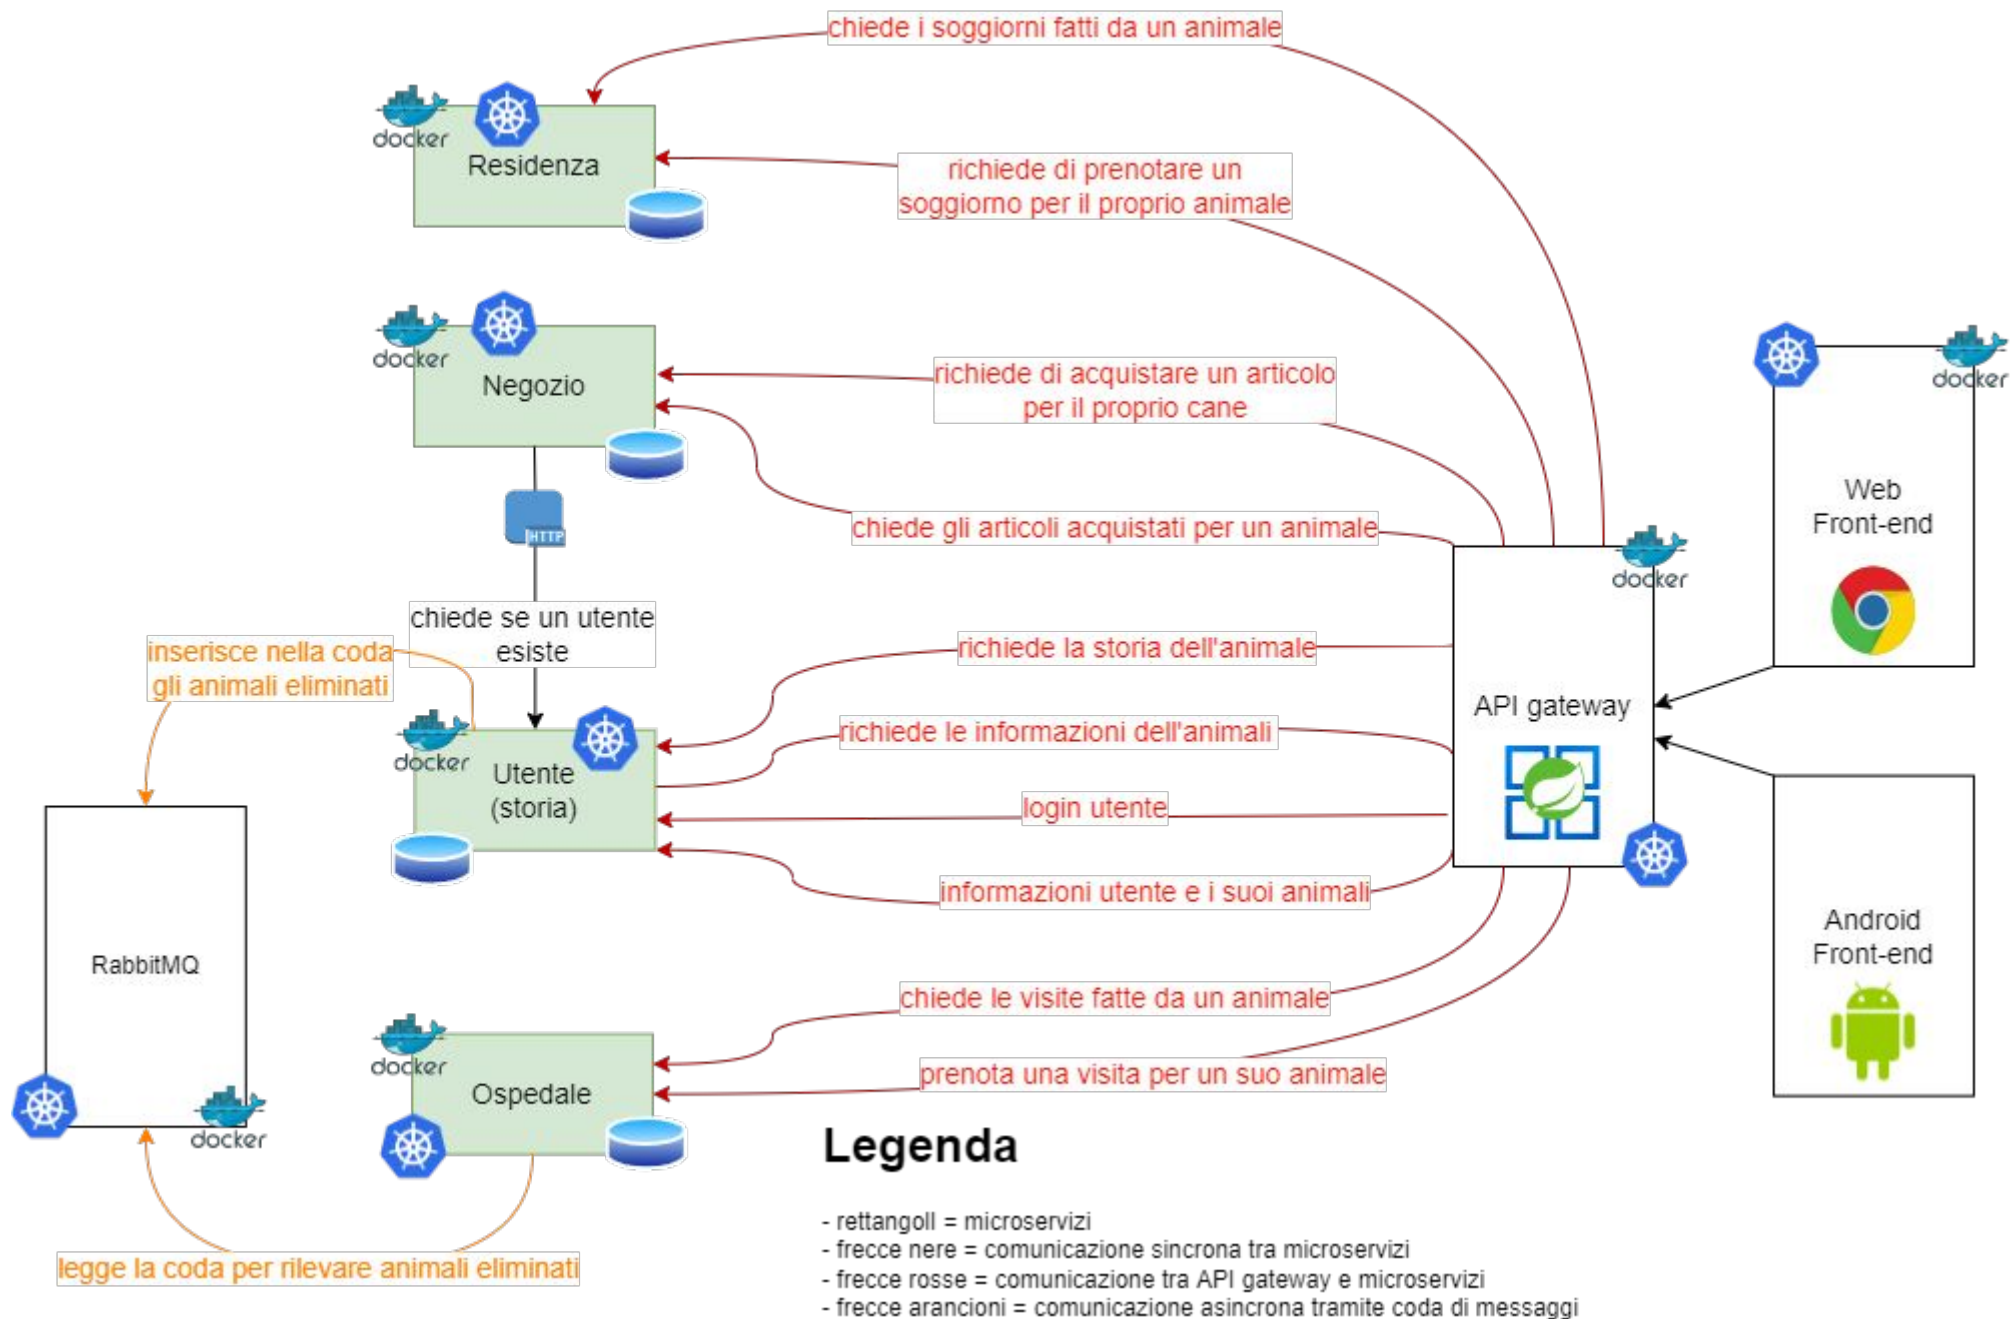 chiede i soggiorni fatti da un animale
docker
Residenza
richiede di prenotare un
soggiorno per il proprio animale
docker
Negozio
richiede di acquistare un articolo
per il proprio cane
docker
Web
Front-end
HTTP
chiede gli articoli acquistati per un animale
docker
chiede se un utente
esiste
inserisce nella coda
gli animali eliminati
richiede la storia dell'animale
API gateway
richiede le informazioni dell'animali
docker
Utente
(storia)
login utente
informazioni utente e i suoi animali
Android
Front-end
RabbitMQ
docker
chiede le visite fatte da un animale
docker
Ospedale
prenota una visita per un suo animale
legge la coda per rilevare animali eliminati
Legenda
- rettangoll = microservizi
- frecce nere = comunicazione sincrona tra microservizi
- frecce rosse = comunicazione tra API gateway e microservizi
- frecce arancioni = comunicazione asincrona tramite coda di messaggi